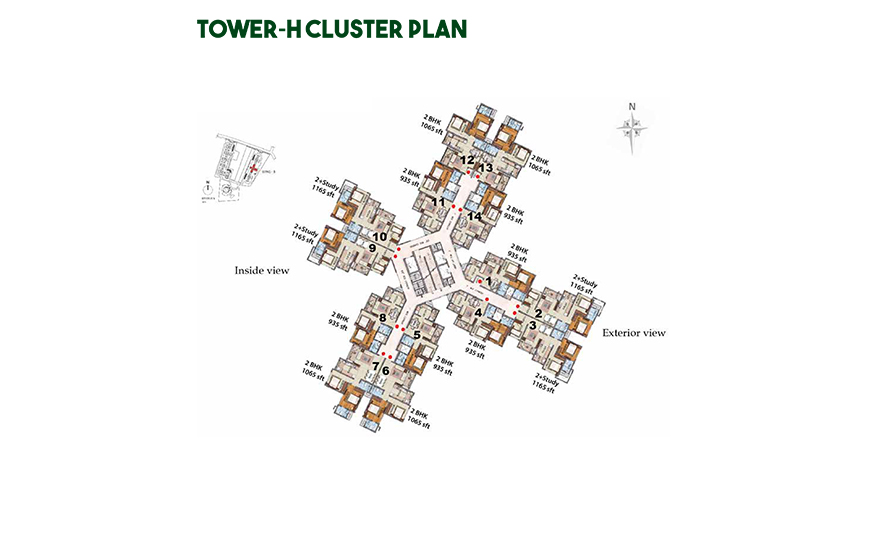 TOWER-H CLUSTER PLAN
N
2 BHK
1065 sft
12
13
2 BHK
1065 sft
2 BHK
935 sft
11
14
2 BHK
935 sft
2+Study
1165 sft
10
9
2+Study
1165 sft
Inside view
2 BHK
935 sft
1
2+Study
1165 sft
2
3
4
Exterior view
2 BHK
935 sft
2+Study
1165 sft
8
5
2 BHK
935 sft
2 BHK
935 sft
7
6
2 BHK
1065 sft
2 BHK
1065 sft